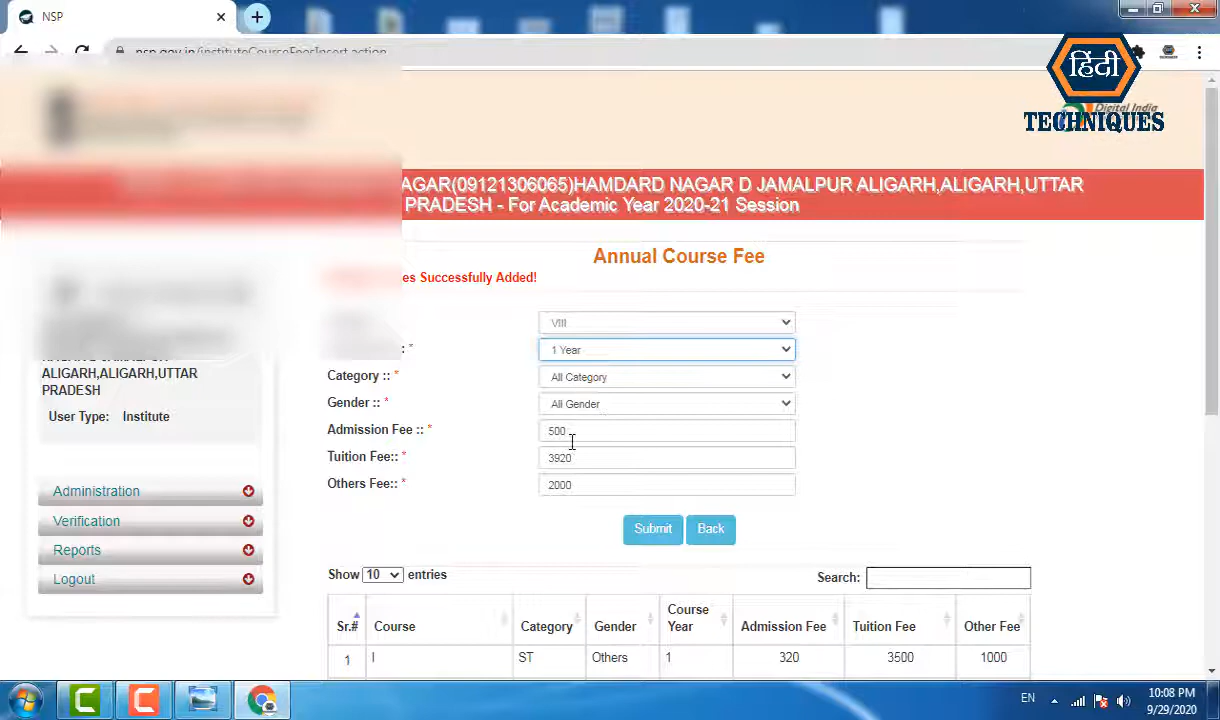 NSP
nsp.gov.in/instituteCourseFeesInsert.action
हिंदी
TECHNIQUES
Digital India
AGAR(09121306065)HAMDARD NAGAR D JAMALPUR ALIGARH,ALIGARH,UTTAR
PRADESH - For Academic Year 2020-21 Session
Annual Course Fee
es Successfully Added!
VIII
: * 1 Year
ALIGARH,ALIGARH,UTTAR
PRADESH
User Type: Institute
Category :: * All Category
Gender :: * All Gender
Admission Fee :: * 500
Tuition Fee:: * 3920
Others Fee:: * 2000
Administration
Verification
Reports
Logout
Submit Back
Show 10 entries Search:
Sr.# Course Category Gender Course Year Admission Fee Tuition Fee Other Fee
1 I ST Others 1 320 3500 1000
EN
10:08 PM
9/29/2020